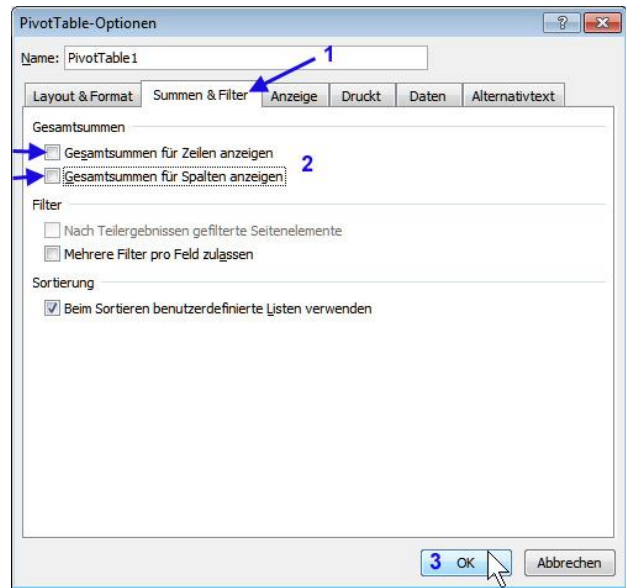 PivotTable-Optionen
Name: PivotTable1
1
Layout & Format Summen & Filter Anzeige Druckt Daten Alternativtext
Gesamtsummen
Gesamtsummen für Zeilen anzeigen
Gesamtsummen für Spalten anzeigen
2
Filter
Nach Teilergebnissen gefilterte Seitenelemente
Mehrere Filter pro Feld zulassen
Sortierung
Beim Sortieren benutzerdefinierte Listen verwenden
3 OK Abbrechen